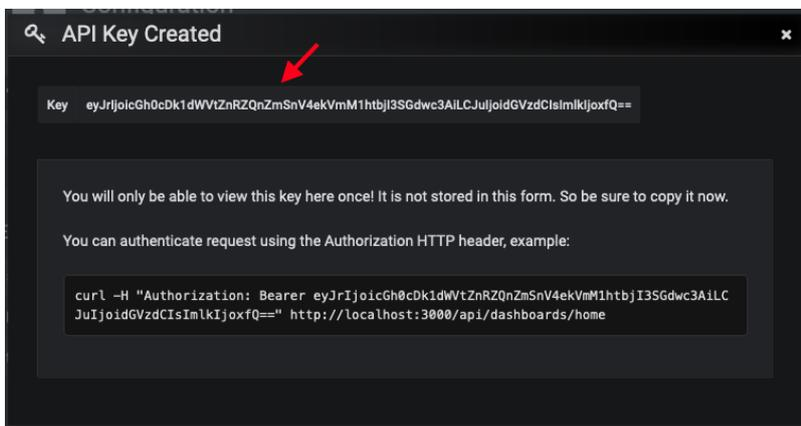 Configuration
API Key Created
Key eyJrIjoicGh0cDk1dWVtZnRZQnZmSnV4ekVmM1htbjI3SGdwc3AiLCJuIjoidGVzdCIsImlkIjoxfQ==
You will only be able to view this key here once! It is not stored in this form. So be sure to copy it now.
You can authenticate request using the Authorization HTTP header, example:
curl -H "Authorization: Bearer eyJrIjoicGh0cDk1dWVtZnRZQnZmSnV4ekVmM1htbjI3SGdwc3AiLC
JuIjoidGVzdCIsImlkIjoxfQ==" http://localhost:3000/api/dashboards/home